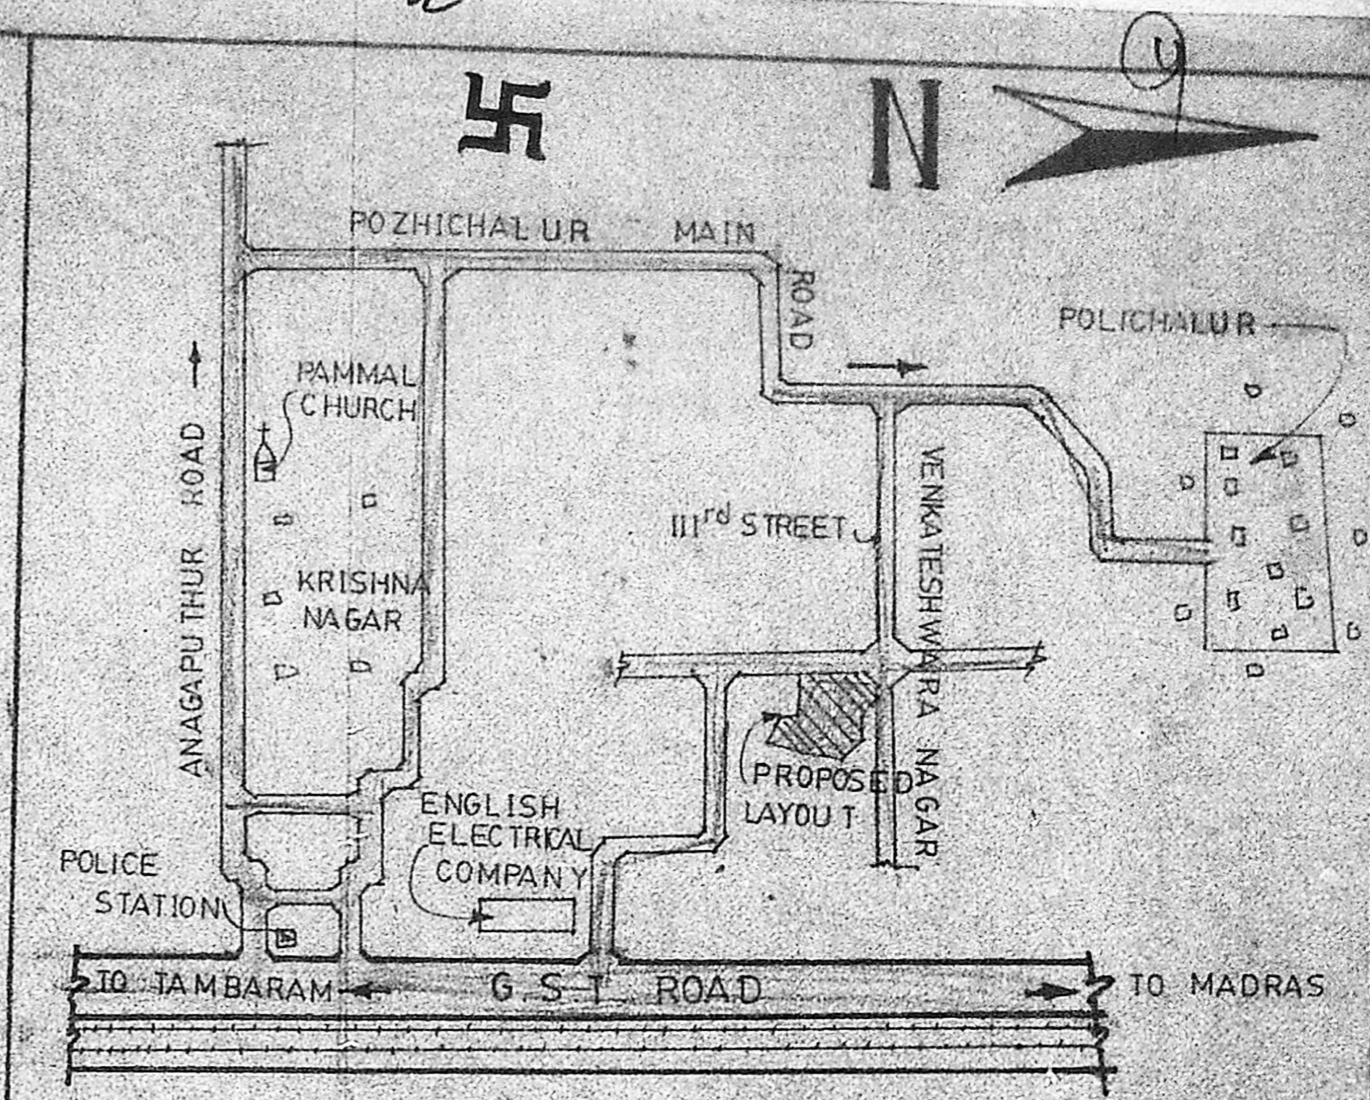 N
POZHICHALUR MAIN
ROAD
POLICHALUR
PAMMAL
CHURCH
ANAGAPUTHUR ROAD
IIIrd STREET
VENKATESHWARA NAGAR
KRISHNA
NAGAR
PROPOSED
LAYOUT
ENGLISH
ELECTRICAL
COMPANY
POLICE
STATION
TO TAMBARAM
G.S.T. ROAD
TO MADRAS